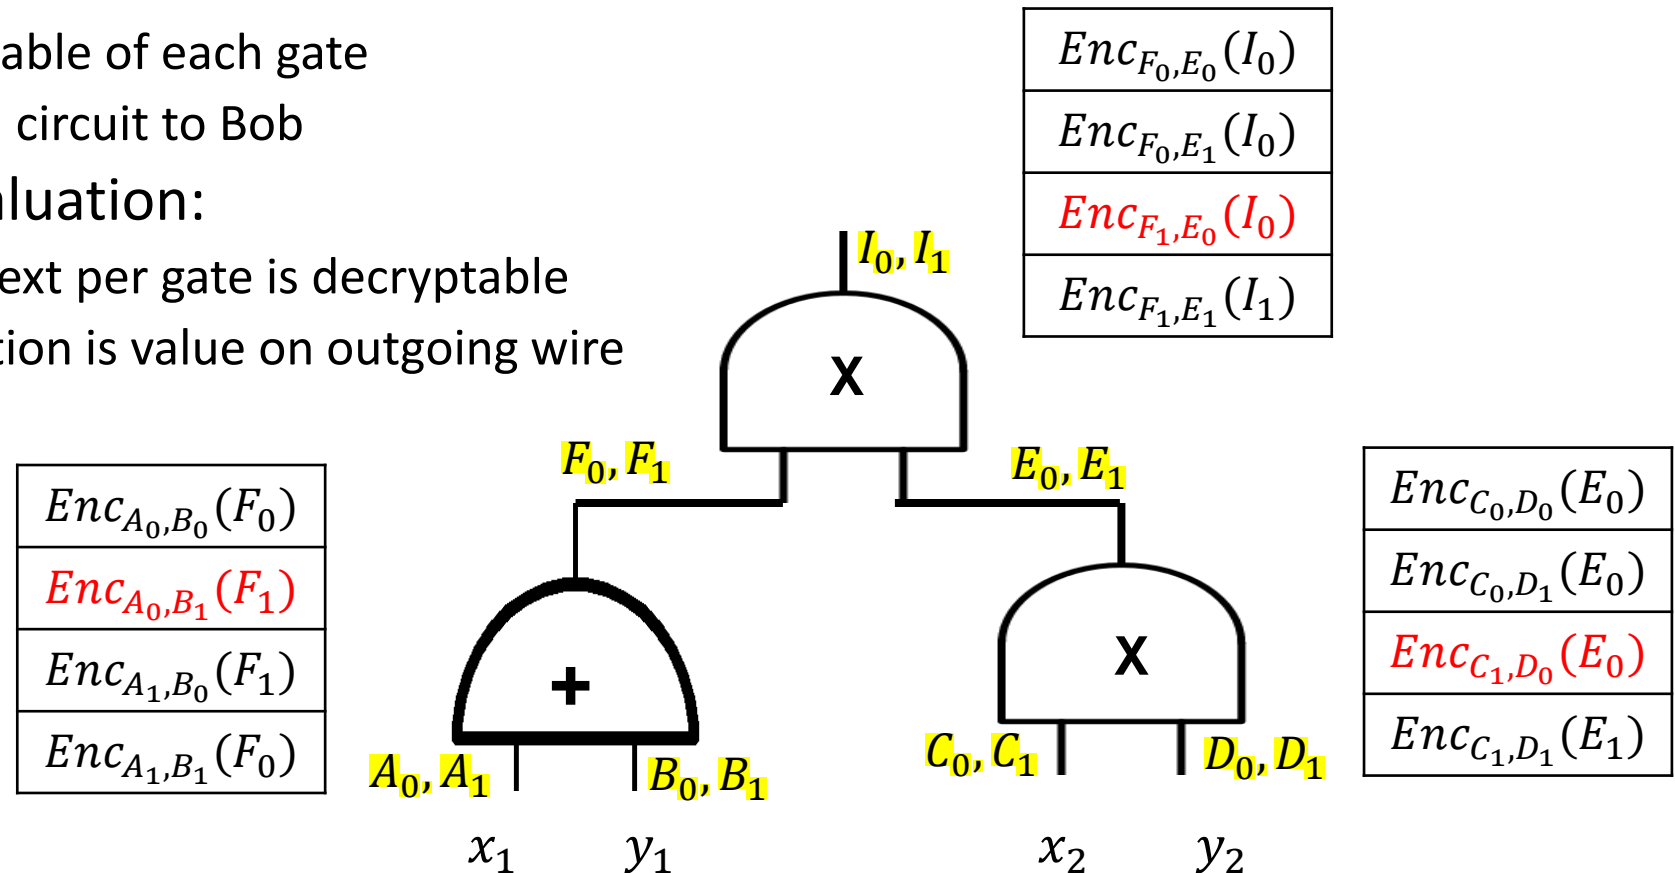 able of each gate
circuit to Bob
aluation:
ext per gate is decryptable
tion is value on outgoing wire
Enc_{F_0,E_0}(I_0)
Enc_{F_0,E_1}(I_0)
Enc_{F_1,E_0}(I_0)
Enc_{F_1,E_1}(I_1)
I_0, I_1
X
F_0, F_1
E_0, E_1
Enc_{A_0,B_0}(F_0)
Enc_{A_0,B_1}(F_1)
Enc_{A_1,B_0}(F_1)
Enc_{A_1,B_1}(F_0)
+
A_0, A_1
B_0, B_1
X
C_0, C_1
D_0, D_1
Enc_{C_0,D_0}(E_0)
Enc_{C_0,D_1}(E_0)
Enc_{C_1,D_0}(E_0)
Enc_{C_1,D_1}(E_1)
x_1
y_1
x_2
y_2